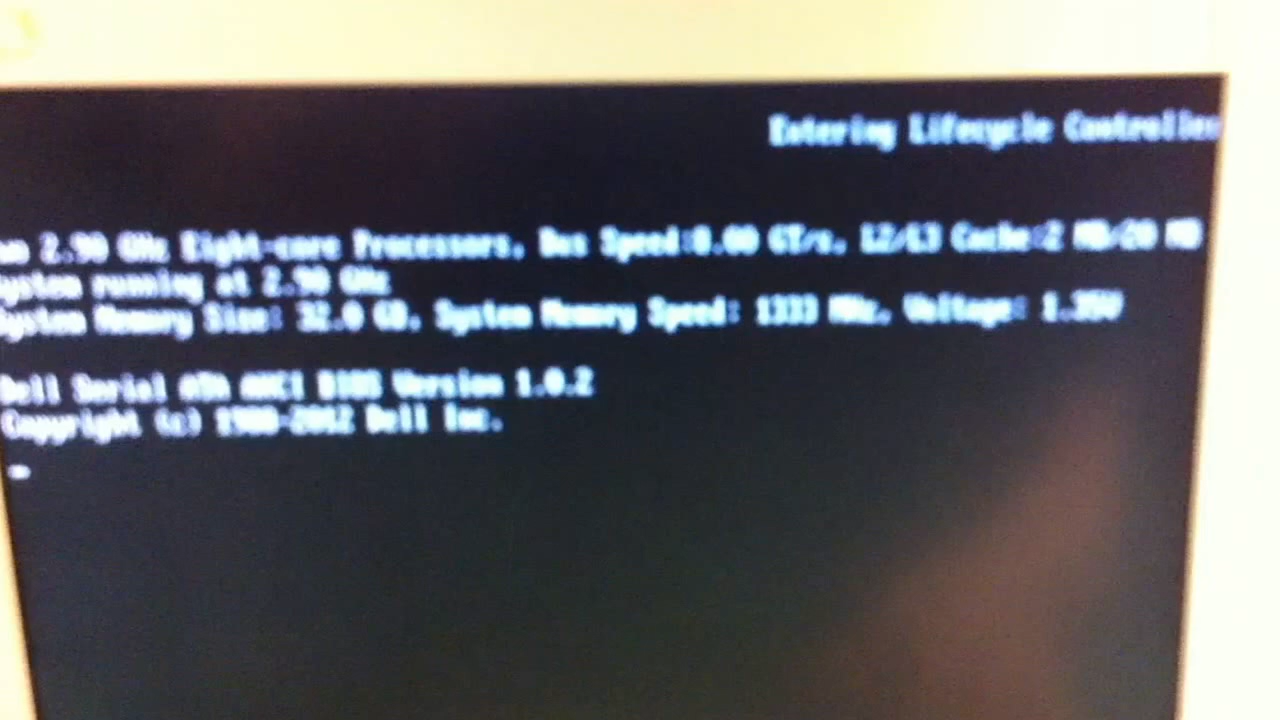 Entering Lifecycle Controller
2.90 GHz Eight-core Processors, Bus Speed:8.00 GT/s, L2/L3 Cache:2 MB/20 MB
System running at 2.90 GHz
System Memory Size: 32.0 GB, System Memory Speed: 1333 MHz, Voltage: 1.35V
Dell Serial ATA AHCI BIOS Version 1.0.2
Copyright (c) 1988-2012 Dell Inc.